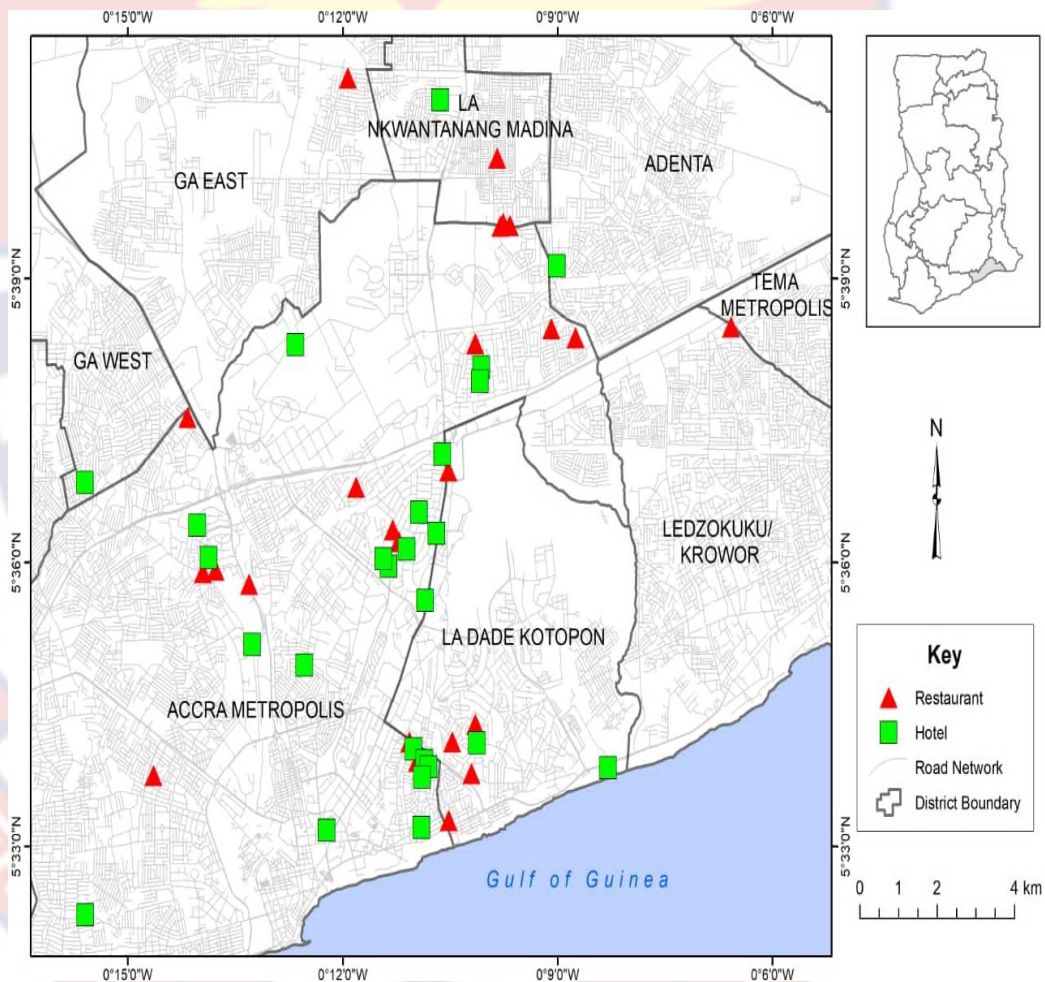 0°15'0"W
0°12'0"W
0°9'0"W
0°6'0"W
LA
NKWANTANANG MADINA
ADENTA
GA EAST
5°39'0"N
5°39'0"N
TEMA
METROPOLIS
GA WEST
N
LEDZOKUKU/
KROWOR
5°36'0"N
5°36'0"N
LA DADE KOTOPON
Key
Restaurant
Hotel
Road Network
District Boundary
ACCRA METROPOLIS
5°33'0"N
5°33'0"N
Gulf of Guinea
0 1 2 4 km
0°15'0"W
0°12'0"W
0°9'0"W
0°6'0"W